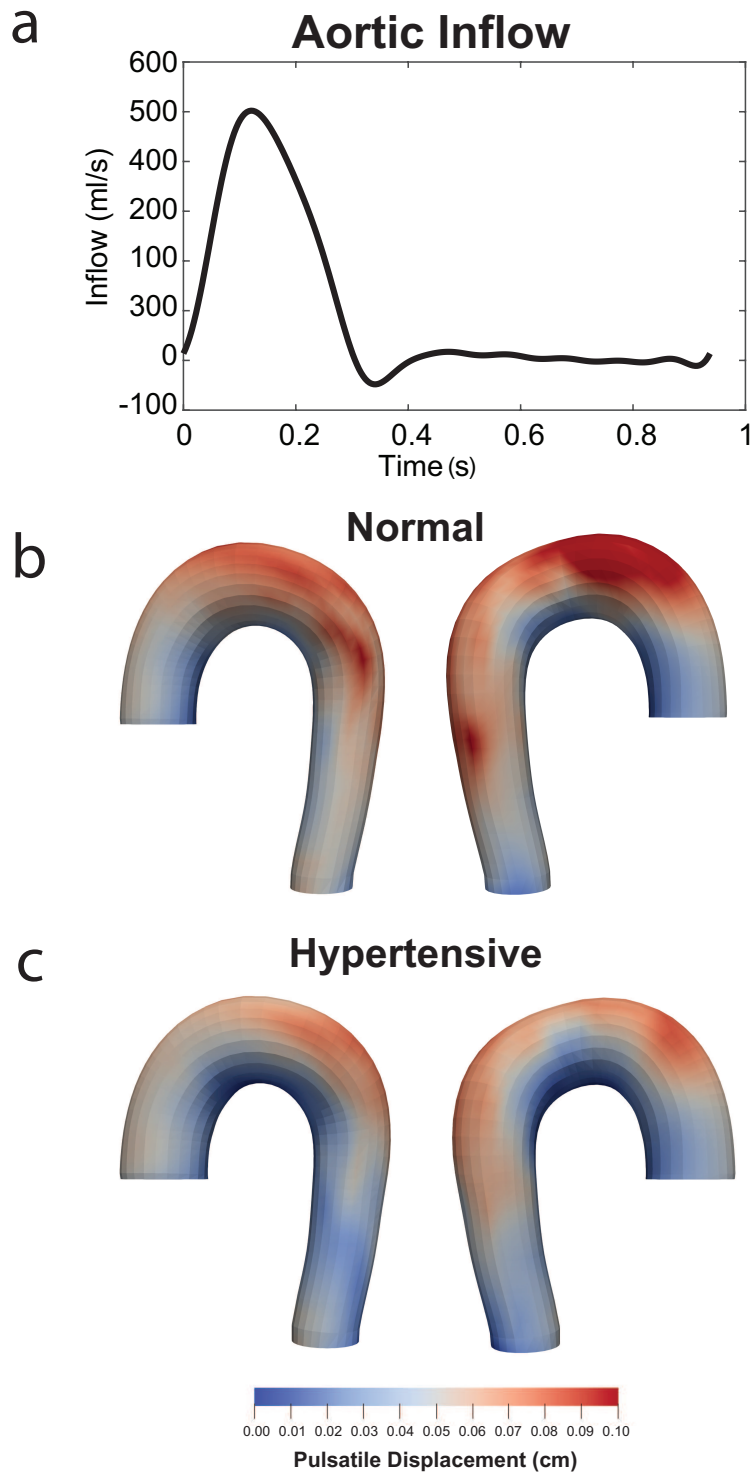 a
Aortic Inflow
600
500
400
200
100
300
0
-100
Inflow (ml/s)
0 0.2 0.4 0.6 0.8 1
Time (s)
Normal
b
Hypertensive
c
0.00 0.01 0.02 0.03 0.04 0.05 0.06 0.07 0.08 0.09 0.10
Pulsatile Displacement (cm)